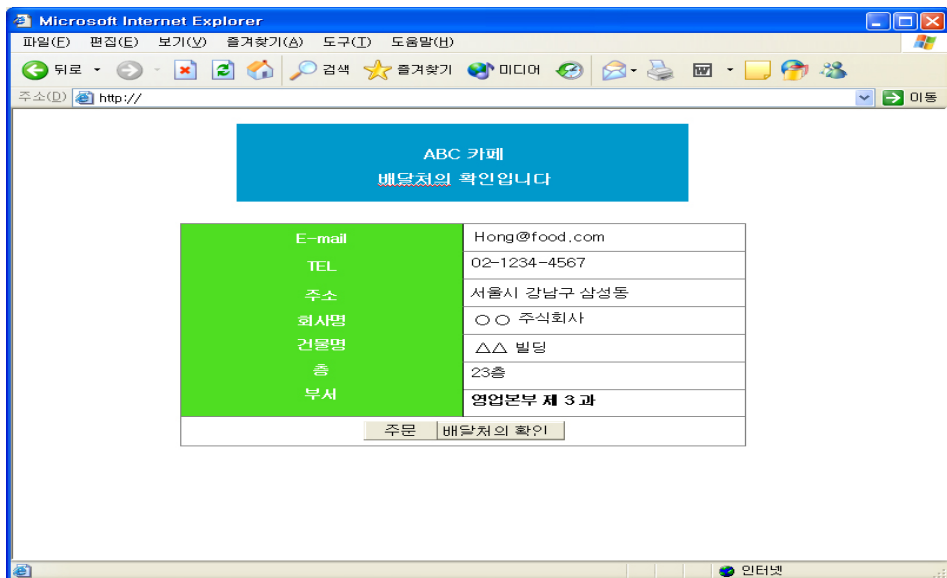 Microsoft Internet Explorer
파일(F) 편집(E) 보기(V) 즐겨찾기(A) 도구(T) 도움말(H)
뒤로 검색 즐겨찾기 미디어
주소(D) http:// 이동
ABC 카페
배달처의 확인입니다
E-mail Hong@food.com
TEL 02-1234-4567
주소 서울시 강남구 삼성동
회사명 ○○ 주식회사
건물명 △△ 빌딩
층 23층
부서 영업본부 제 3 과
주문 배달처의 확인
인터넷